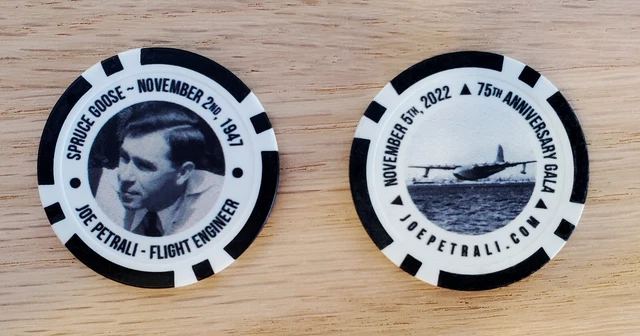 SPRUCE GOOSE ~ NOVEMBER 2ND, 1947
JOE PETRALI - FLIGHT ENGINEER
NOVEMBER 5TH, 2022 ▲ 75TH ANNIVERSARY GALA
▲ JOEPETRALI.COM ▲